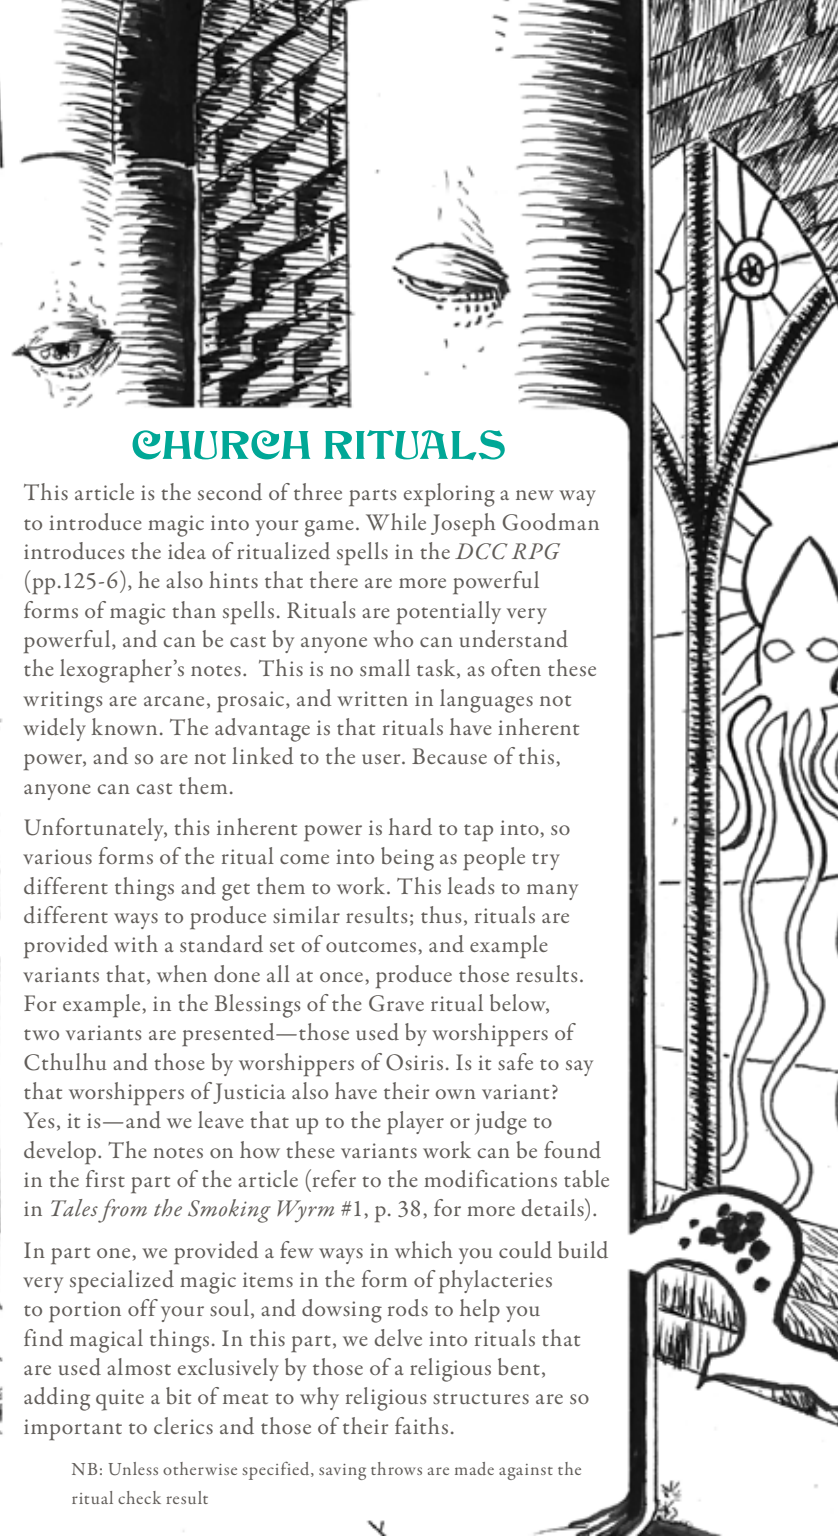 CHURCH RITUALS
This article is the second of three parts exploring a new way
to introduce magic into your game. While Joseph Goodman
introduces the idea of ritualized spells in the DCC RPG
(pp.125-6), he also hints that there are more powerful
forms of magic than spells. Rituals are potentially very
powerful, and can be cast by anyone who can understand
the lexographer’s notes.  This is no small task, as often these
writings are arcane, prosaic, and written in languages not
widely known. The advantage is that rituals have inherent
power, and so are not linked to the user. Because of this,
anyone can cast them.
Unfortunately, this inherent power is hard to tap into, so
various forms of the ritual come into being as people try
different things and get them to work. This leads to many
different ways to produce similar results; thus, rituals are
provided with a standard set of outcomes, and example
variants that, when done all at once, produce those results.
For example, in the Blessings of the Grave ritual below,
two variants are presented—those used by worshippers of
Cthulhu and those by worshippers of Osiris. Is it safe to say
that worshippers of Justicia also have their own variant?
Yes, it is—and we leave that up to the player or judge to
develop. The notes on how these variants work can be found
in the first part of the article (refer to the modifications table
in Tales from the Smoking Wyrm #1, p. 38, for more details).
In part one, we provided a few ways in which you could build
very specialized magic items in the form of phylacteries
to portion off your soul, and dowsing rods to help you
find magical things. In this part, we delve into rituals that
are used almost exclusively by those of a religious bent,
adding quite a bit of meat to why religious structures are so
important to clerics and those of their faiths.
NB: Unless otherwise specified, saving throws are made against the
ritual check result